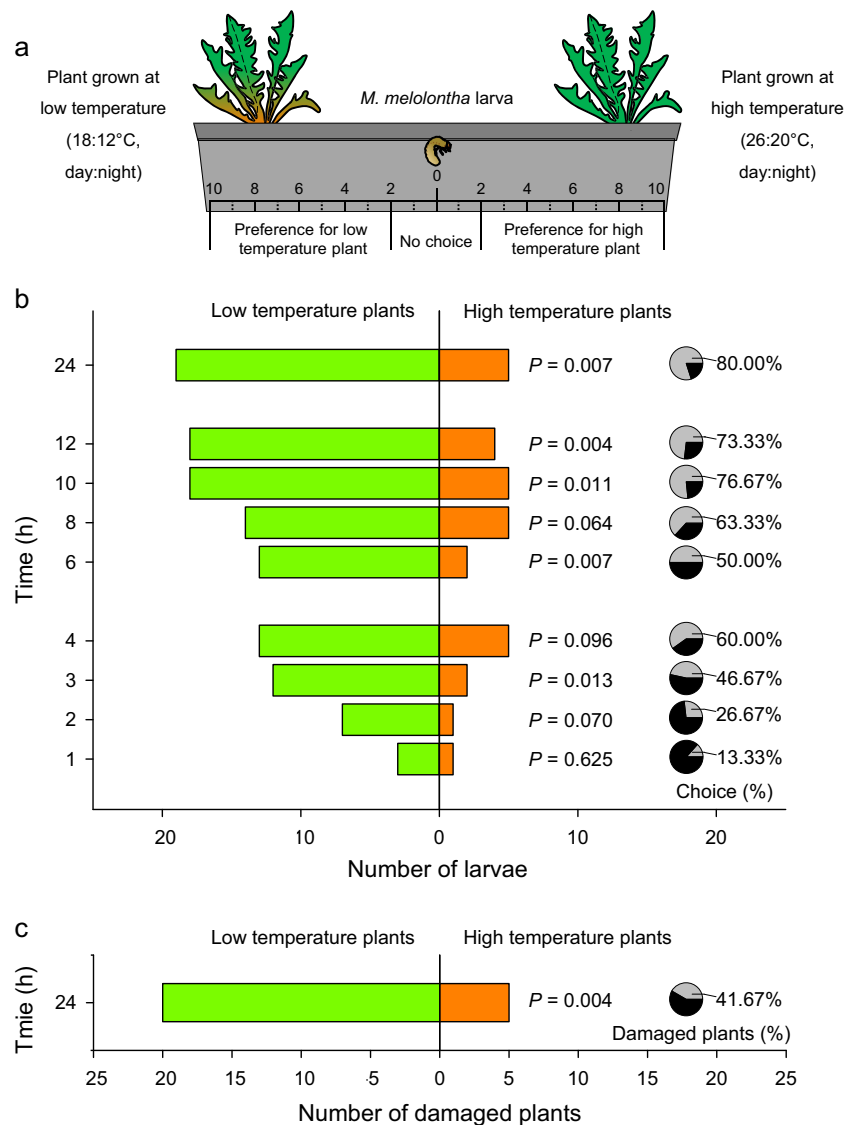 a
Plant grown at
low temperature
(18:12°C,
day:night)
M. melolontha larva
Plant grown at
high temperature
(26:20°C,
day:night)
0
10 8 6 4 2 2 4 6 8 10
Preference for low
temperature plant
No choice
Preference for high
temperature plant
b
Low temperature plants High temperature plants
24 P = 0.007 80.00%
12 P = 0.004 73.33%
10 P = 0.011 76.67%
8 P = 0.064 63.33%
6 P = 0.007 50.00%
4 P = 0.096 60.00%
3 P = 0.013 46.67%
2 P = 0.070 26.67%
1 P = 0.625 13.33%
Choice (%)
Time (h)
20 10 0 10 20
Number of larvae
c
Low temperature plants High temperature plants
24 P = 0.004 41.67%
Damaged plants (%)
Tmie (h)
25 20 15 10 ·5 0 5 10 15 20 25
Number of damaged plants